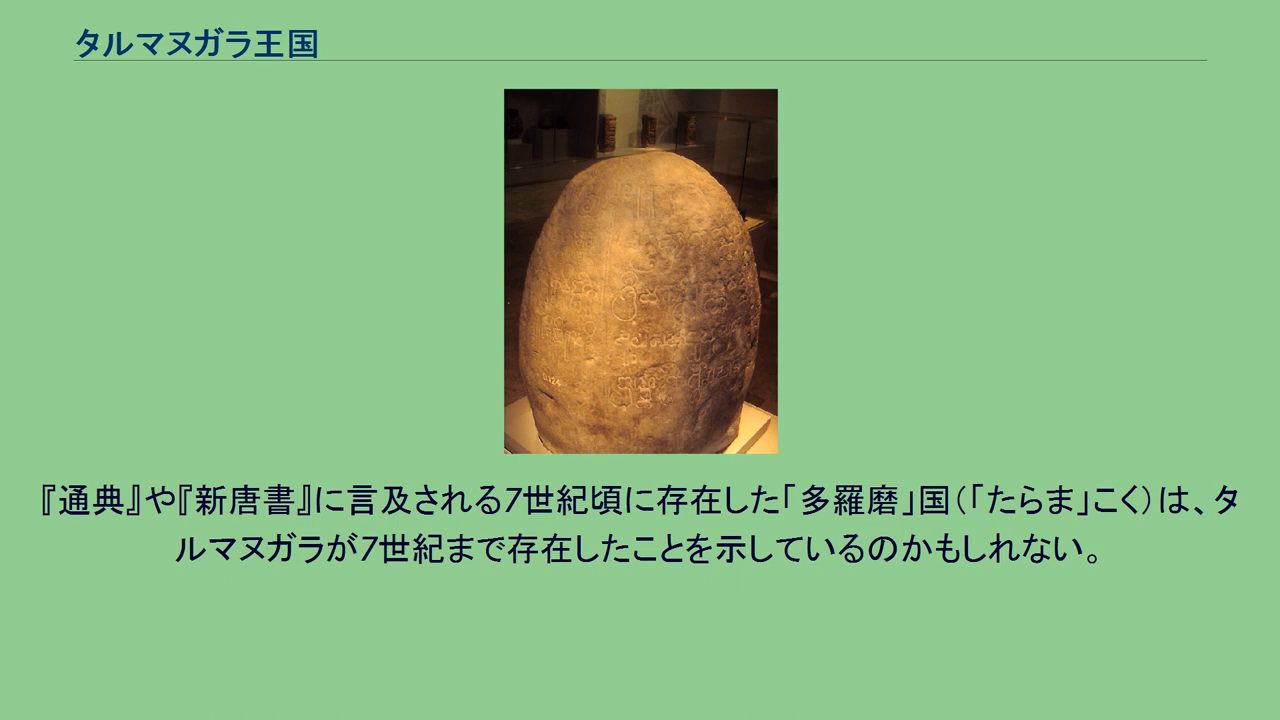 タルマヌガラ王国
『通典』や『新唐書』に言及される7世紀頃に存在した「多羅磨」国（「たらま」こく）は、タ
ルマヌガラが7世紀まで存在したことを示しているのかもしれない。